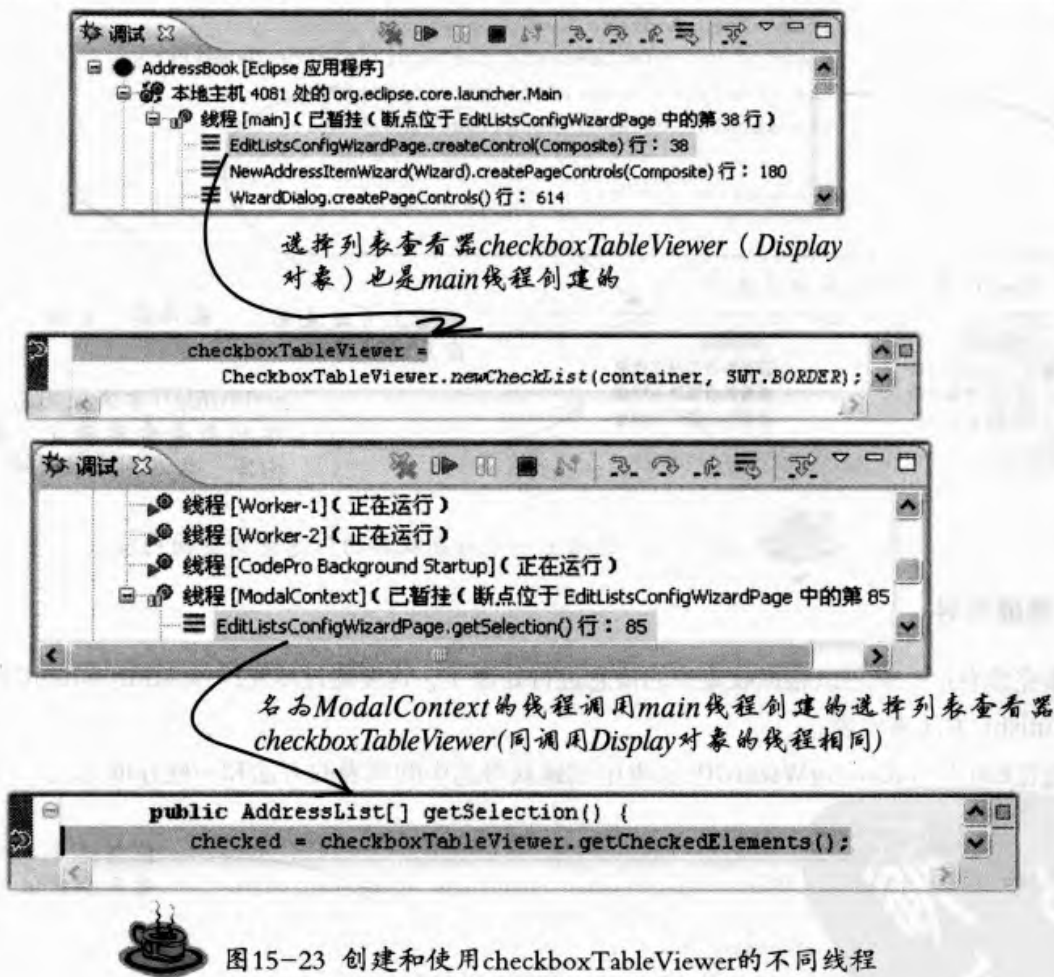 调试
AddressBook [Eclipse 应用程序]
本地主机 4081 处的 org.eclipse.core.launcher.Main
线程 [main]（已暂挂（断点位于 EditListsConfigWizardPage 中的第 38 行）
EditListsConfigWizardPage.createControl(Composite) 行：38
NewAddressItemWizard(Wizard).createPageControls(Composite) 行：180
WizardDialog.createPageControls() 行：614
选择列表查看器checkboxTableViewer（Display
对象）也是main线程创建的
checkboxTableViewer =
CheckboxTableViewer.newCheckList(container, SWT.BORDER);
调试
线程 [Worker-1]（正在运行）
线程 [Worker-2]（正在运行）
线程 [CodePro Background Startup]（正在运行）
线程 [ModalContext]（已暂挂（断点位于 EditListsConfigWizardPage 中的第 85
EditListsConfigWizardPage.getSelection() 行：85
名为ModalContext的线程调用main线程创建的选择列表查看器
checkboxTableViewer(同调用Display对象的线程相同)
public AddressList[] getSelection() {
checked = checkboxTableViewer.getCheckedElements();
图15-23 创建和使用checkboxTableViewer的不同线程